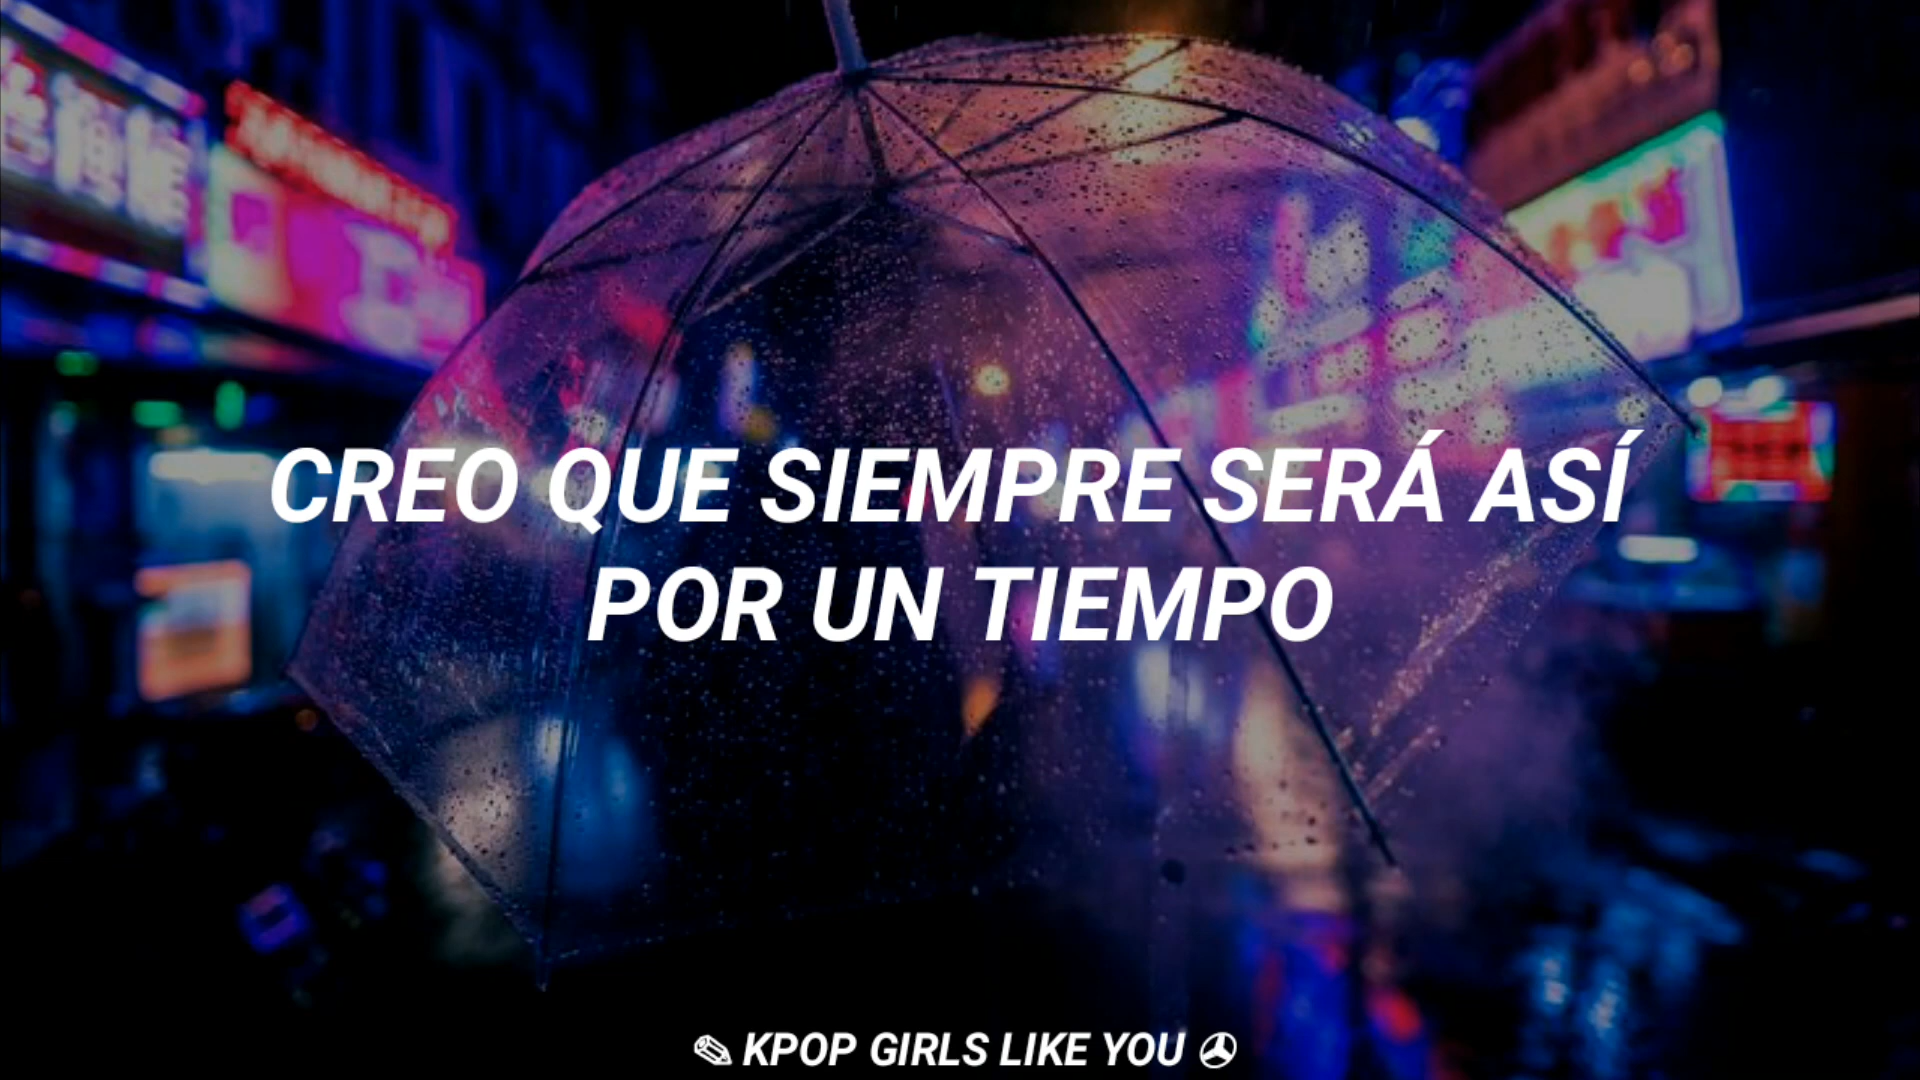 CREO QUE SIEMPRE SERÁ ASÍ
POR UN TIEMPO
✎ KPOP GIRLS LIKE YOU ✇